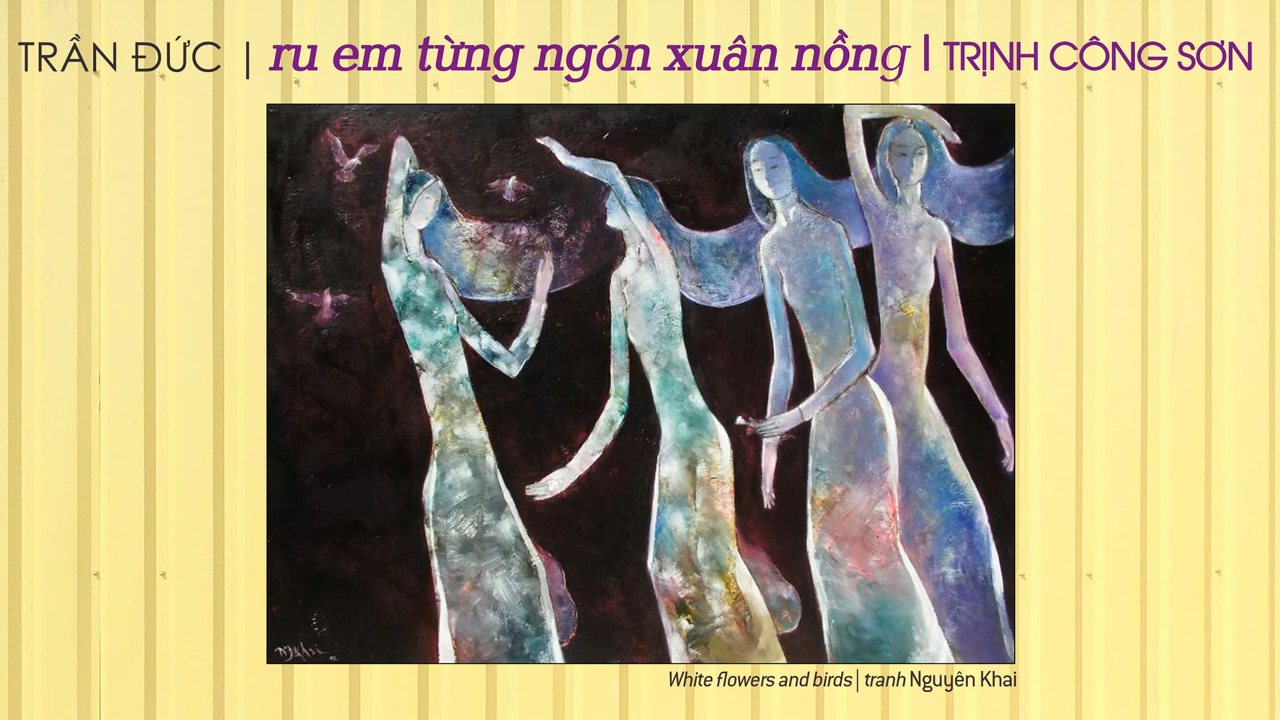 TRẦN ĐỨC | ru em từng ngón xuân nồng | TRỊNH CÔNG SƠN
White flowers and birds | tranh Nguyên Khai